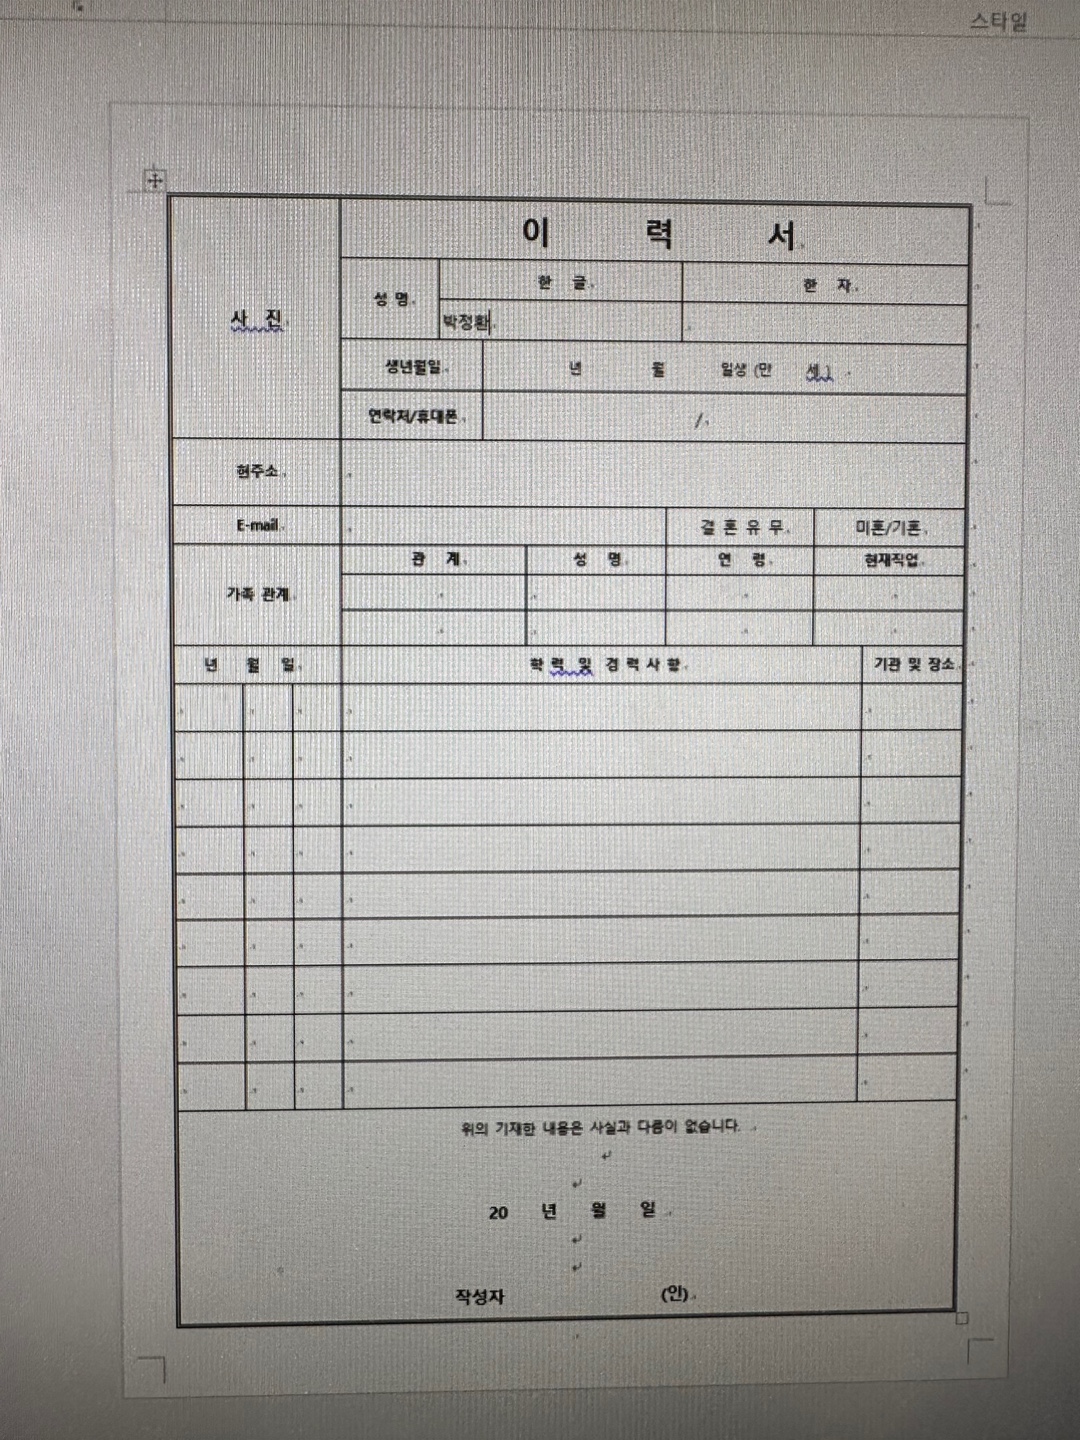 스타일
이 력 서
사 진
성 명
한 글
한 자
박정환
생년월일
년 월 일생 (만 세)
연락처/휴대폰
/
현주소
E-mail
결 혼 유 무
미혼/기혼
가족 관계
관 계
성 명
연 령
현재직업
년 월 일
학 력 및 경 력 사 항
기관 및 장소
위의 기재한 내용은 사실과 다름이 없습니다.
20 년 월 일
작성자 (인)